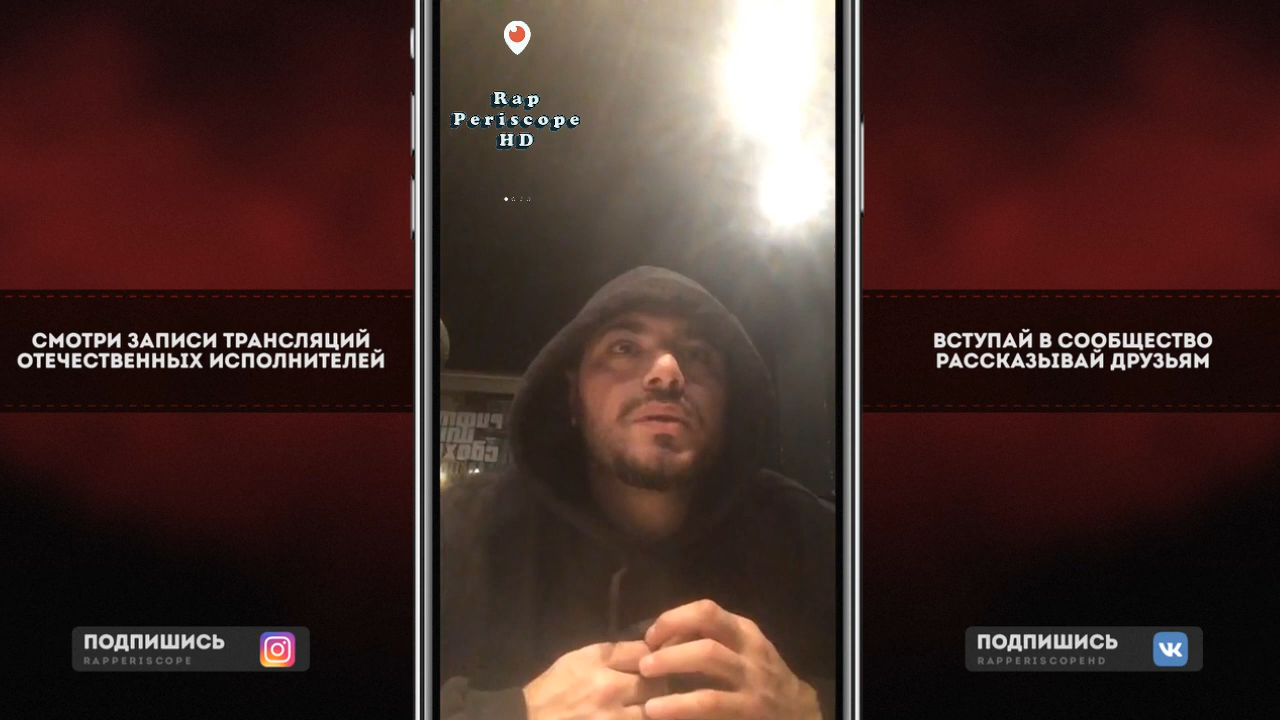 Rap
Periscope
HD
СМОТРИ ЗАПИСИ ТРАНСЛЯЦИЙ
ОТЕЧЕСТВЕННЫХ ИСПОЛНИТЕЛЕЙ
ВСТУПАЙ В СООБЩЕСТВО
РАССКАЗЫВАЙ ДРУЗЬЯМ
ПОДПИШИСЬ
RAPPERISCOPE
ПОДПИШИСЬ
RAPPERISCOPEHD